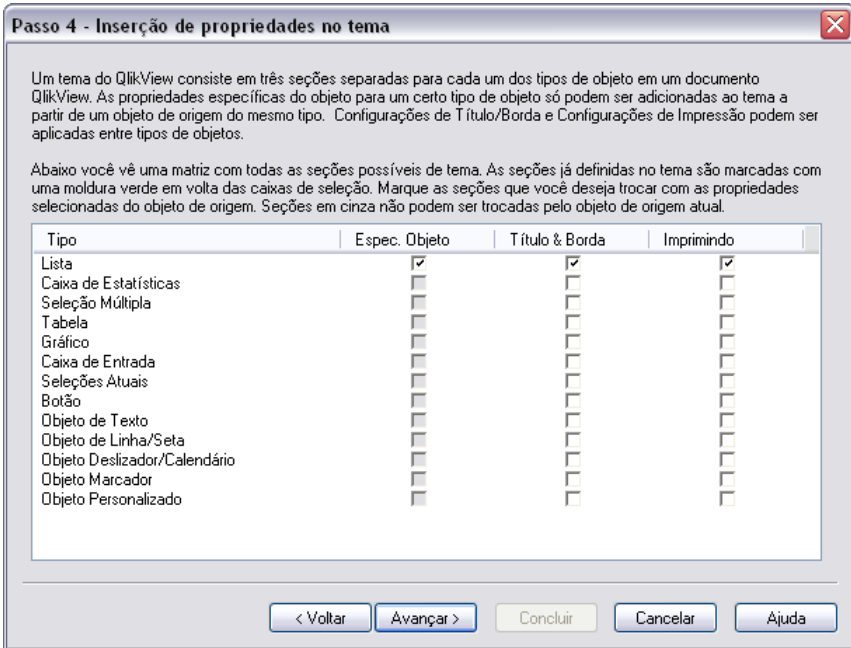 Passo 4 - Inserção de propriedades no tema
Um tema do QlikView consiste em três seções separadas para cada um dos tipos de objeto em um documento
QlikView. As propriedades específicas do objeto para um certo tipo de objeto só podem ser adicionadas ao tema a
partir de um objeto de origem do mesmo tipo. Configurações de Título/Borda e Configurações de Impressão podem ser
aplicadas entre tipos de objetos.
Abaixo você vê uma matriz com todas as seções possíveis de tema. As seções já definidas no tema são marcadas com
uma moldura verde em volta das caixas de seleção. Marque as seções que você deseja trocar com as propriedades
selecionadas do objeto de origem. Seções em cinza não podem ser trocadas pelo objeto de origem atual.
Tipo Espec. Objeto Título & Borda Imprimindo
Lista
Caixa de Estatísticas
Seleção Múltipla
Tabela
Gráfico
Caixa de Entrada
Seleções Atuais
Botão
Objeto de Texto
Objeto de Linha/Seta
Objeto Deslizador/Calendário
Objeto Marcador
Objeto Personalizado
< Voltar Avançar > Concluir Cancelar Ajuda